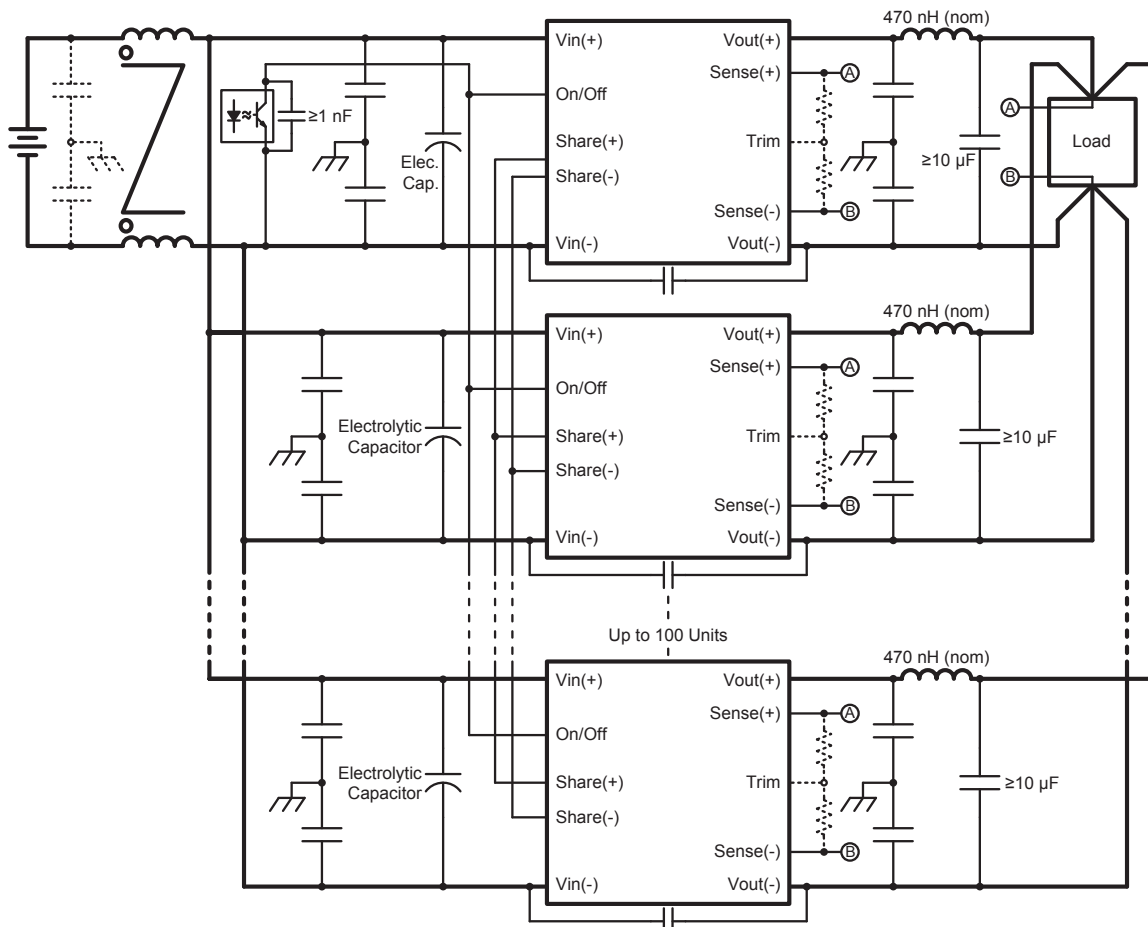 470 nH (nom)
Vin(+)
Vout(+)
Sense(+)
A
On/Off
≥1 nF
A
Load
Share(+)
Trim
Elec.
Cap.
≥10 µF
Share(-)
B
Sense(-)
B
Vin(-)
Vout(-)
470 nH (nom)
Vin(+)
Vout(+)
Sense(+)
A
On/Off
Electrolytic
Capacitor
Share(+)
Trim
≥10 µF
Share(-)
Sense(-)
B
Vin(-)
Vout(-)
Up to 100 Units
470 nH (nom)
Vin(+)
Vout(+)
Sense(+)
A
On/Off
Electrolytic
Capacitor
Share(+)
Trim
≥10 µF
Share(-)
Sense(-)
B
Vin(-)
Vout(-)